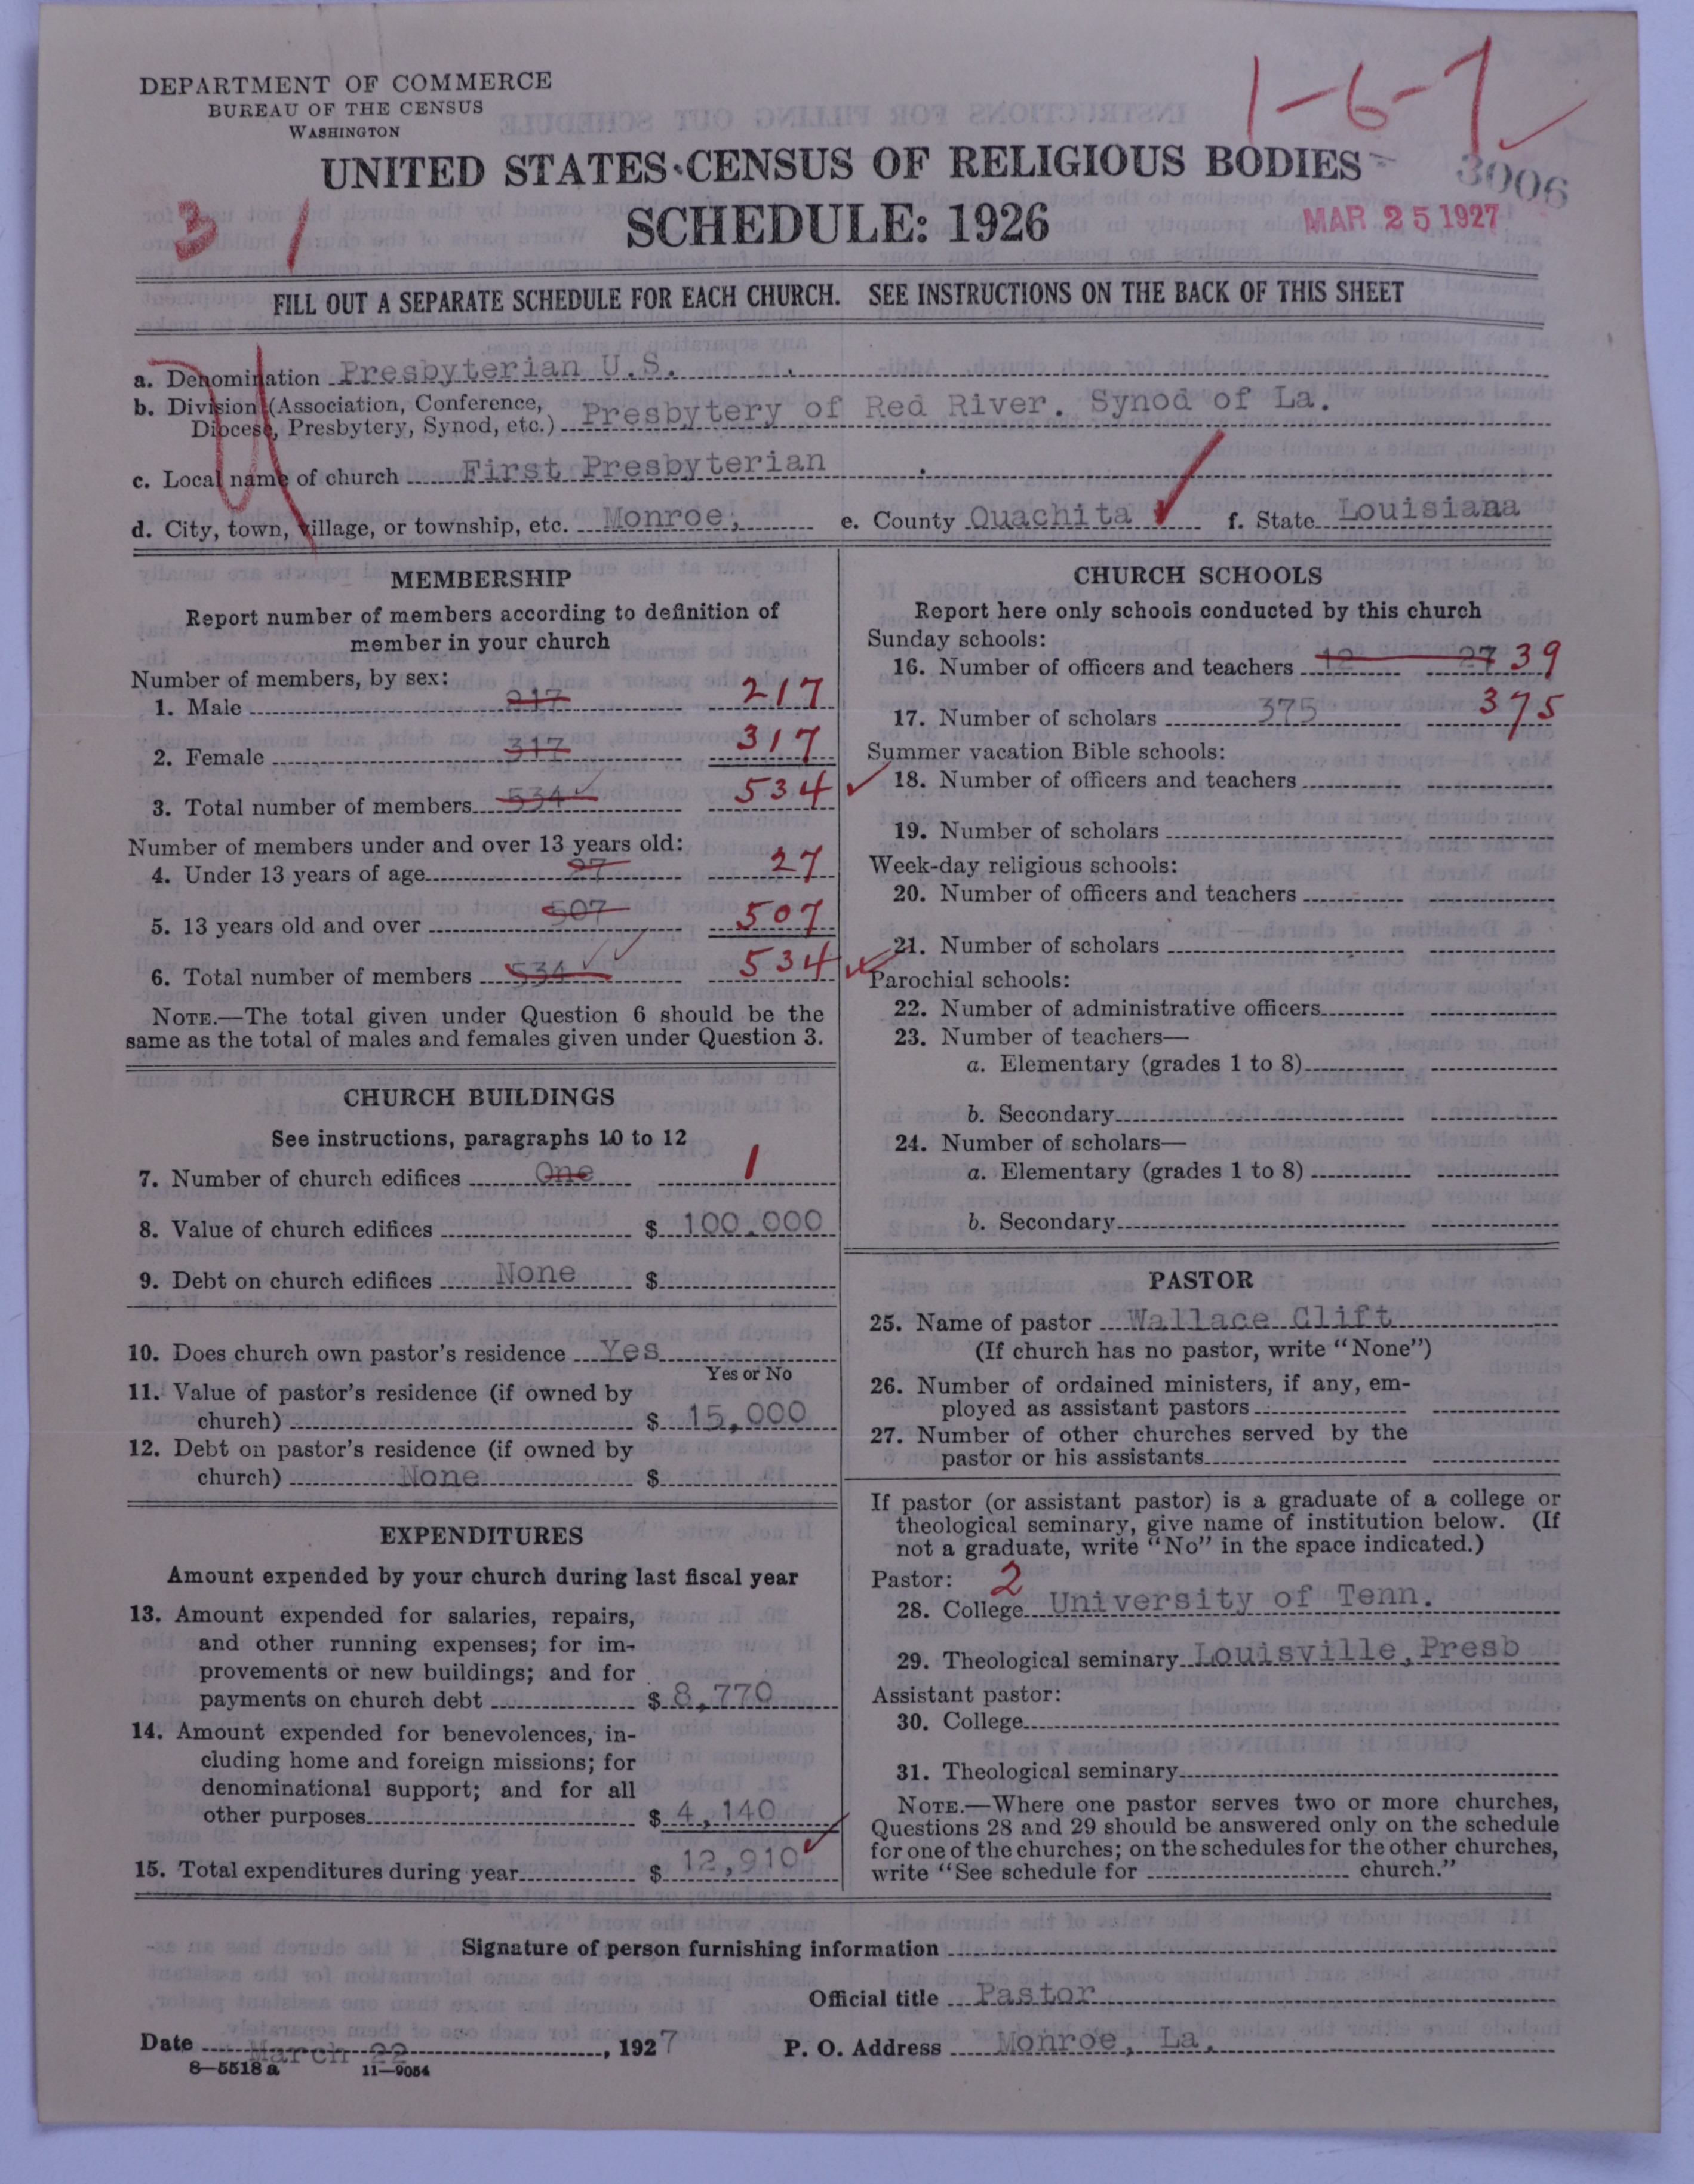 DEPARTMENT OF COMMERCE
BUREAU OF THE CENSUS
WASHINGTON
1-6-7
UNITED STATES CENSUS OF RELIGIOUS BODIES
3006
SCHEDULE: 1926
MAR 25 1927
3 1
FILL OUT A SEPARATE SCHEDULE FOR EACH CHURCH. SEE INSTRUCTIONS ON THE BACK OF THIS SHEET
a. Denomination Presbyterian U.S.
b. Division (Association, Conference,
Diocese, Presbytery, Synod, etc.) Presbytery of Red River. Synod of La.
c. Local name of church First Presbyterian
d. City, town, village, or township, etc. Monroe, e. County Ouachita f. State Louisiana
MEMBERSHIP
Report number of members according to definition of
member in your church
Number of members, by sex:
1. Male 217 217
2. Female 317 317
3. Total number of members 534 534
Number of members under and over 13 years old:
4. Under 13 years of age 27 27
5. 13 years old and over 507 507
6. Total number of members 534 534
NOTE.—The total given under Question 6 should be the
same as the total of males and females given under Question 3.
CHURCH BUILDINGS
See instructions, paragraphs 10 to 12
7. Number of church edifices One 1
8. Value of church edifices $ 100.000
9. Debt on church edifices None $
10. Does church own pastor's residence Yes
Yes or No
11. Value of pastor's residence (if owned by
church) $ 15,000
12. Debt on pastor's residence (if owned by
church) None $
EXPENDITURES
Amount expended by your church during last fiscal year
13. Amount expended for salaries, repairs,
and other running expenses; for im-
provements or new buildings; and for
payments on church debt $ 8,770
14. Amount expended for benevolences, in-
cluding home and foreign missions; for
denominational support; and for all
other purposes $ 4,140
15. Total expenditures during year $ 12,910
CHURCH SCHOOLS
Report here only schools conducted by this church
Sunday schools:
16. Number of officers and teachers 12 27 39
17. Number of scholars 375 375
Summer vacation Bible schools:
18. Number of officers and teachers
19. Number of scholars
Week-day religious schools:
20. Number of officers and teachers
21. Number of scholars
Parochial schools:
22. Number of administrative officers
23. Number of teachers—
a. Elementary (grades 1 to 8)
b. Secondary
24. Number of scholars—
a. Elementary (grades 1 to 8)
b. Secondary
PASTOR
25. Name of pastor Wallace Clift
(If church has no pastor, write "None")
26. Number of ordained ministers, if any, em-
ployed as assistant pastors
27. Number of other churches served by the
pastor or his assistants
If pastor (or assistant pastor) is a graduate of a college or
theological seminary, give name of institution below. (If
not a graduate, write "No" in the space indicated.)
Pastor: 2
28. College University of Tenn.
29. Theological seminary Louisville, Presb
Assistant pastor:
30. College
31. Theological seminary
NOTE.—Where one pastor serves two or more churches,
Questions 28 and 29 should be answered only on the schedule
for one of the churches; on the schedules for the other churches,
write "See schedule for church."
Signature of person furnishing information
Official title Pastor
Date March 22, 1927 P. O. Address Monroe, La,
8—5518 a 11—9054